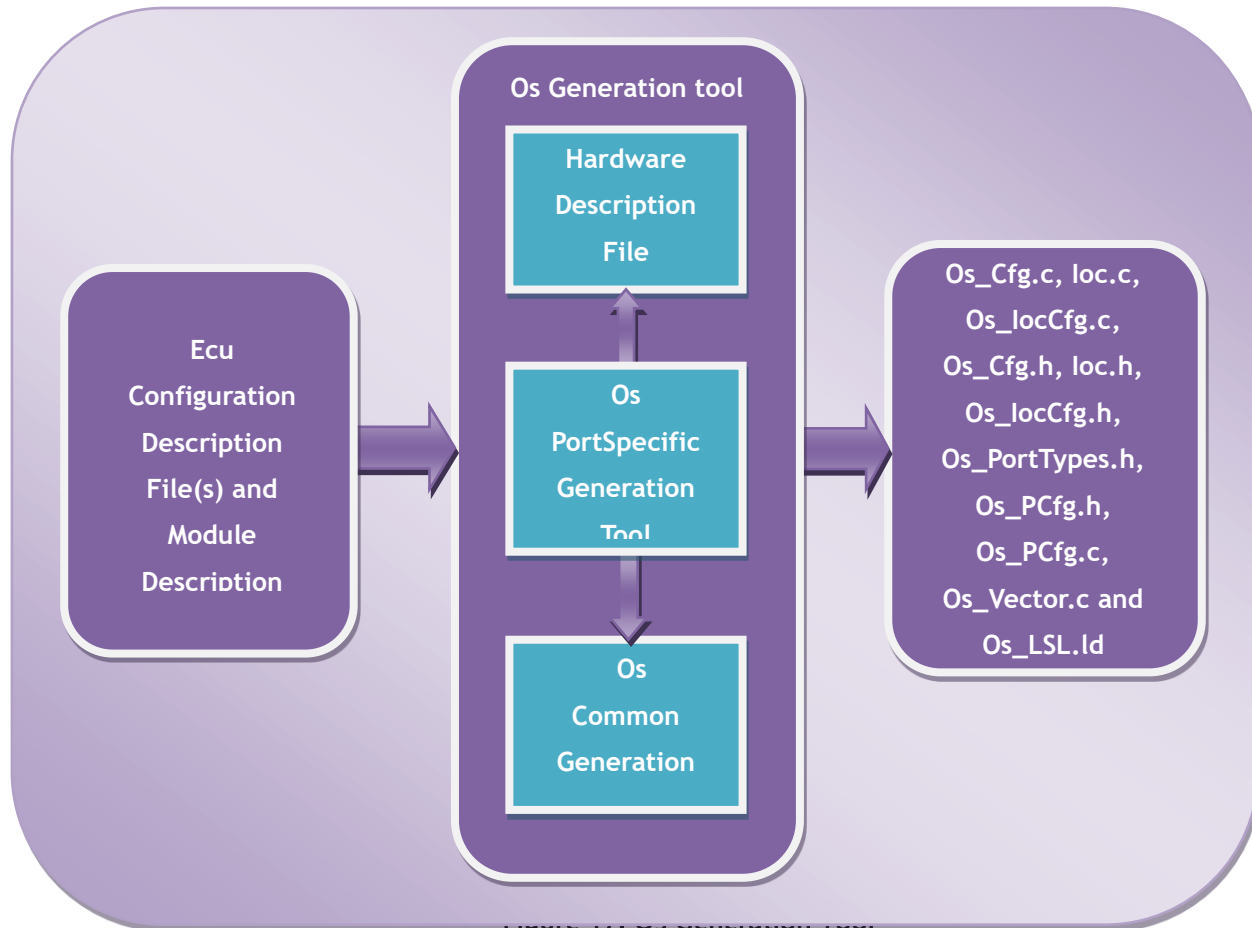 Os Generation tool
Hardware
Description
File
Ecu
Configuration
Description
File(s) and
Module
Description
Os
PortSpecific
Generation
Tool
Os
Common
Generation
Os_Cfg.c, Ioc.c,
Os_IocCfg.c,
Os_Cfg.h, Ioc.h,
Os_IocCfg.h,
Os_PortTypes.h,
Os_PCfg.h,
Os_PCfg.c,
Os_Vector.c and
Os_LSL.ld